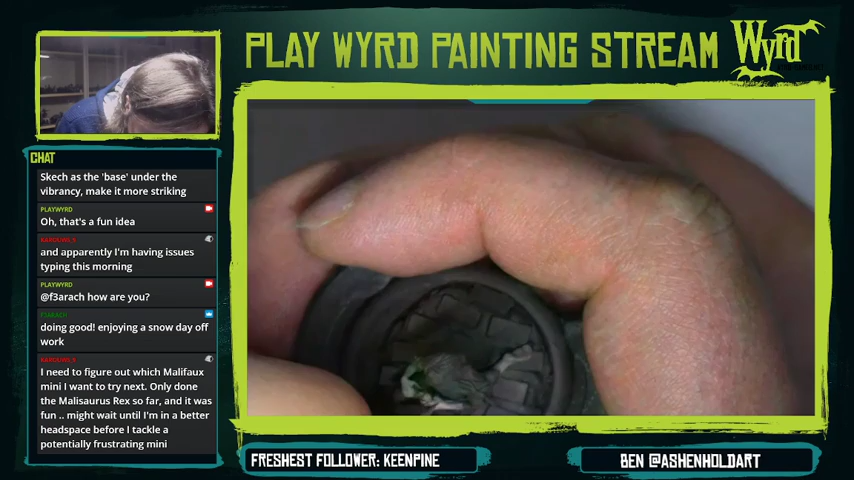 PLAY WYRD PAINTING STREAM
Wyrd
CHAT
Skech as the 'base' under the
vibrancy, make it more striking
PLAYWYRD
Oh, that's a fun idea
and apparently I'm having issues
typing this morning
PLAYWYRD
@f3arach how are you?
F3ARACH
doing good! enjoying a snow day off
work
I need to figure out which Malifaux
mini I want to try next. Only done
the Malisaurus Rex so far, and it was
fun .. might wait until I'm in a better
headspace before I tackle a
potentially frustrating mini
FRESHEST FOLLOWER: KEENPINE
BEN @ASHENHOLDART